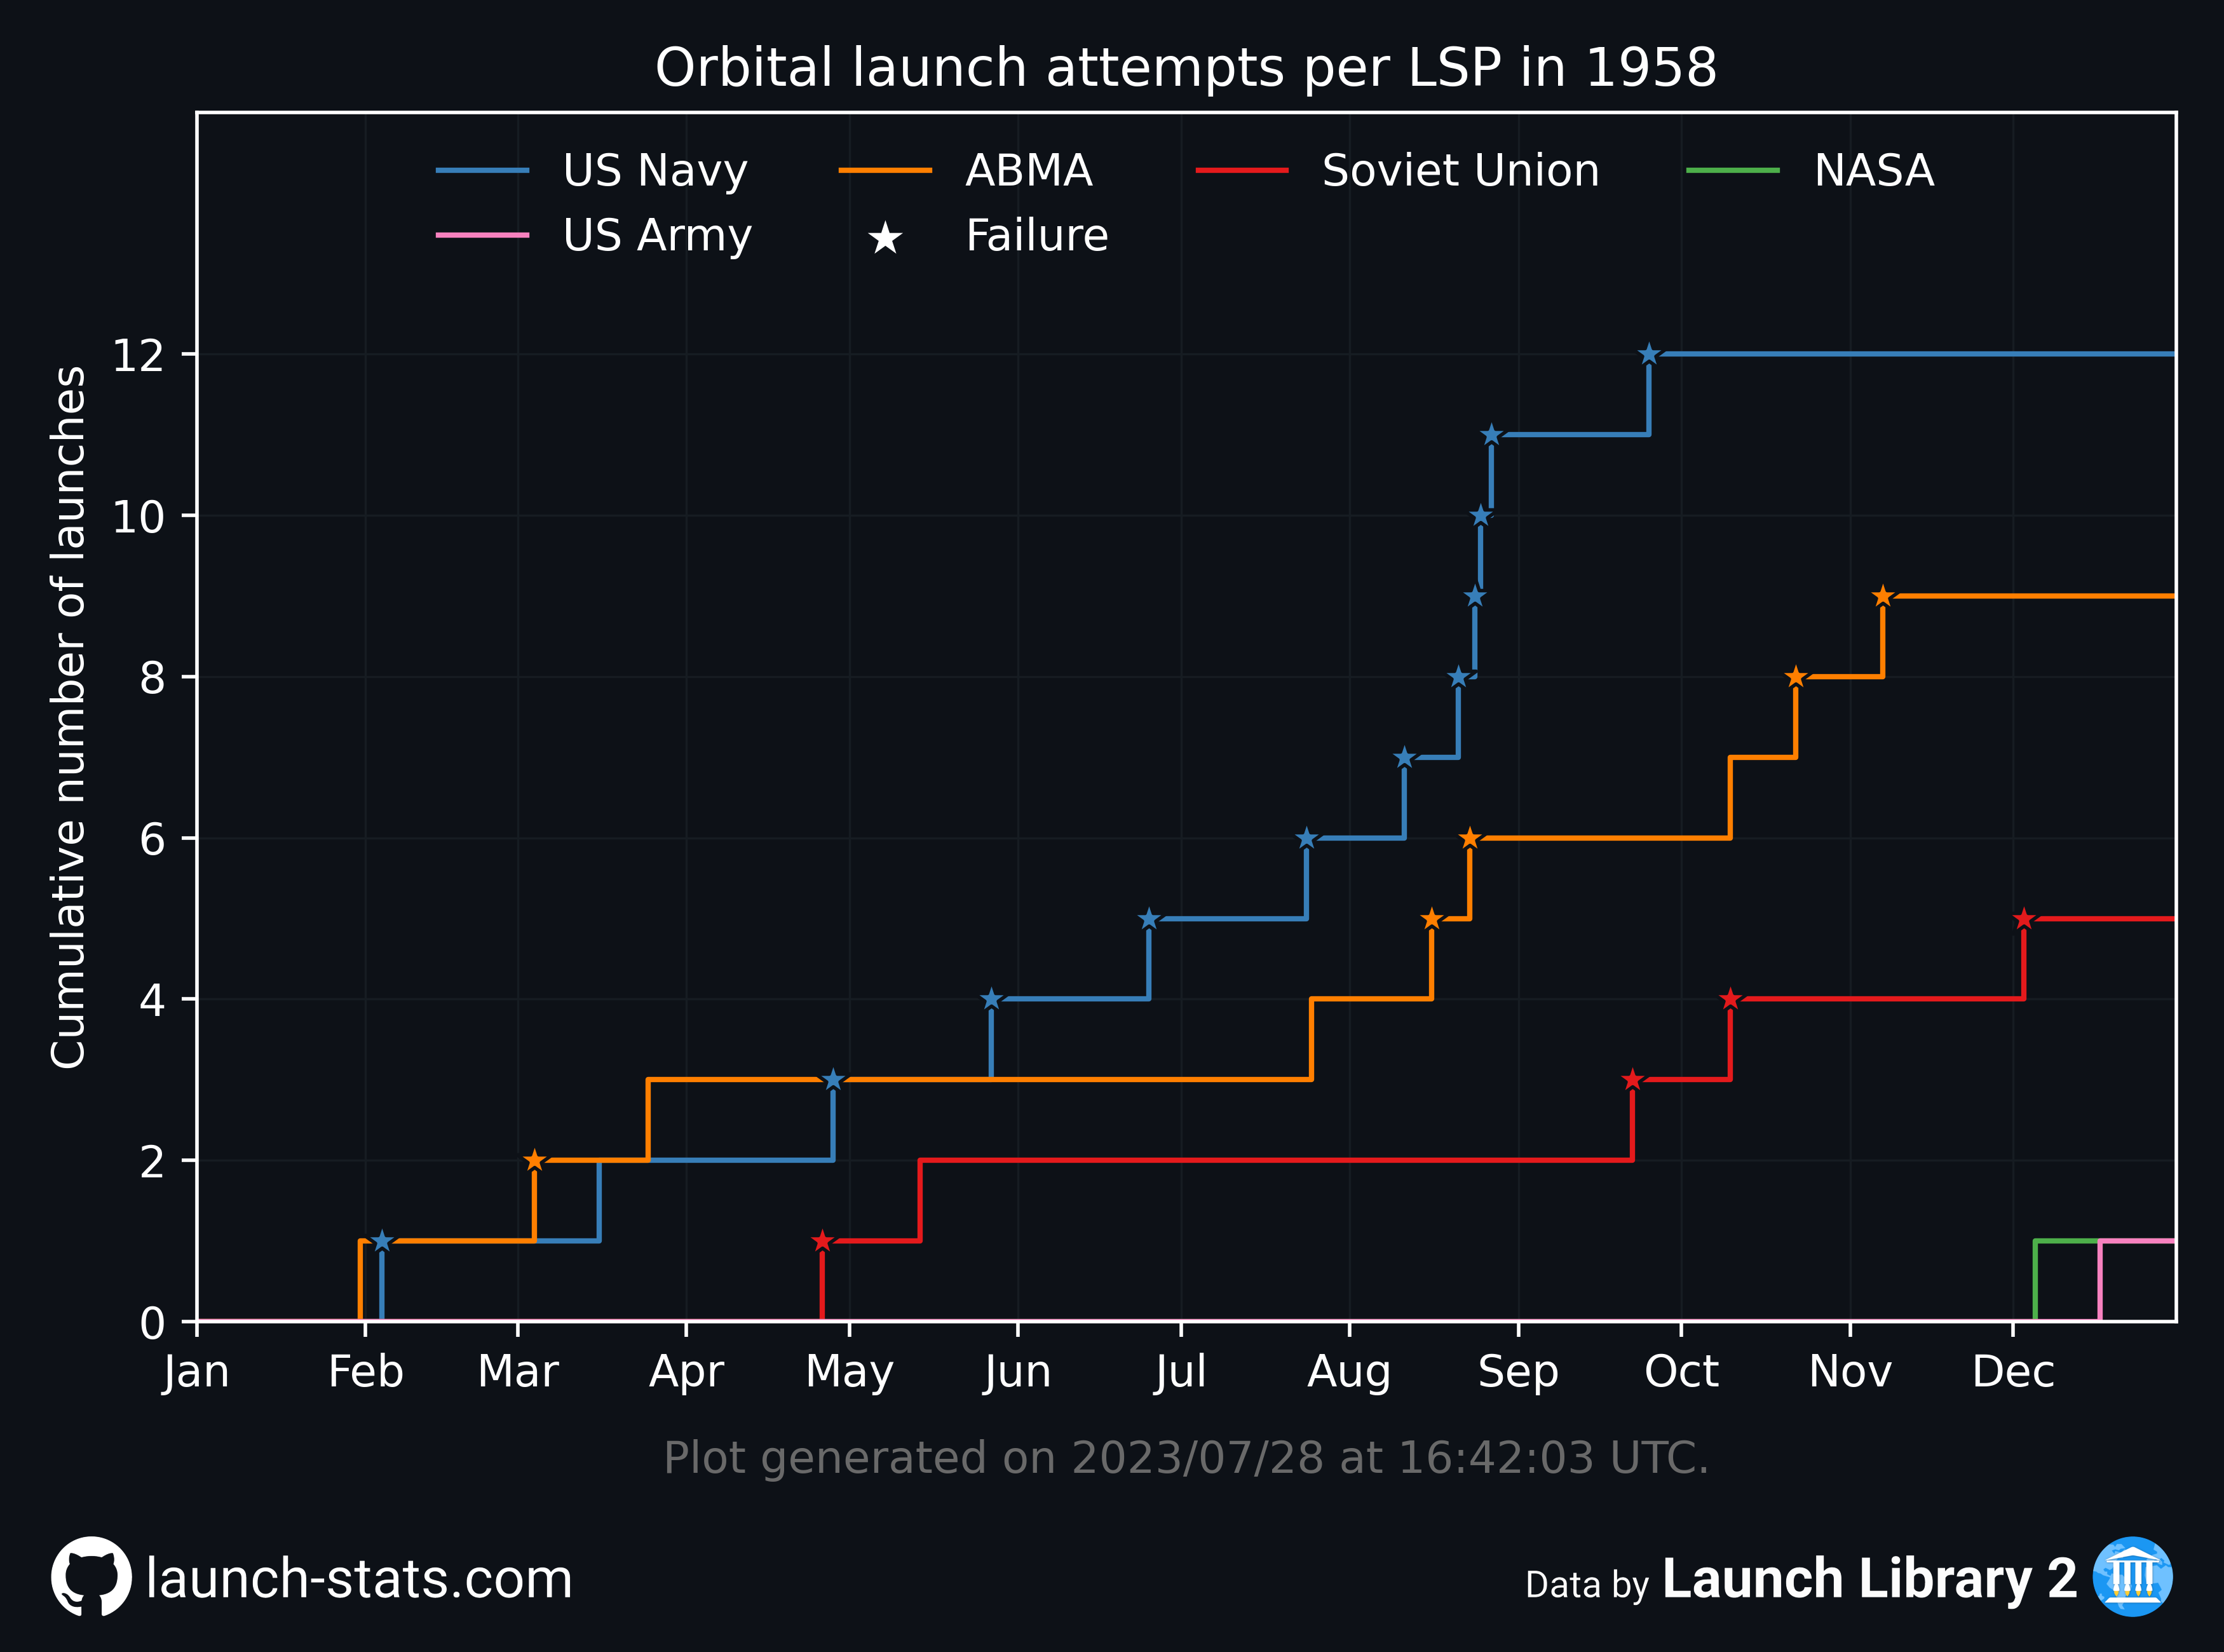 Orbital launch attempts per LSP in 1958
US Navy ABMA Soviet Union NASA
US Army Failure
Cumulative number of launches
12
10
8
6
4
2
0
Jan Feb Mar Apr May Jun Jul Aug Sep Oct Nov Dec
Plot generated on 2023/07/28 at 16:42:03 UTC.
launch-stats.com
Data by Launch Library 2